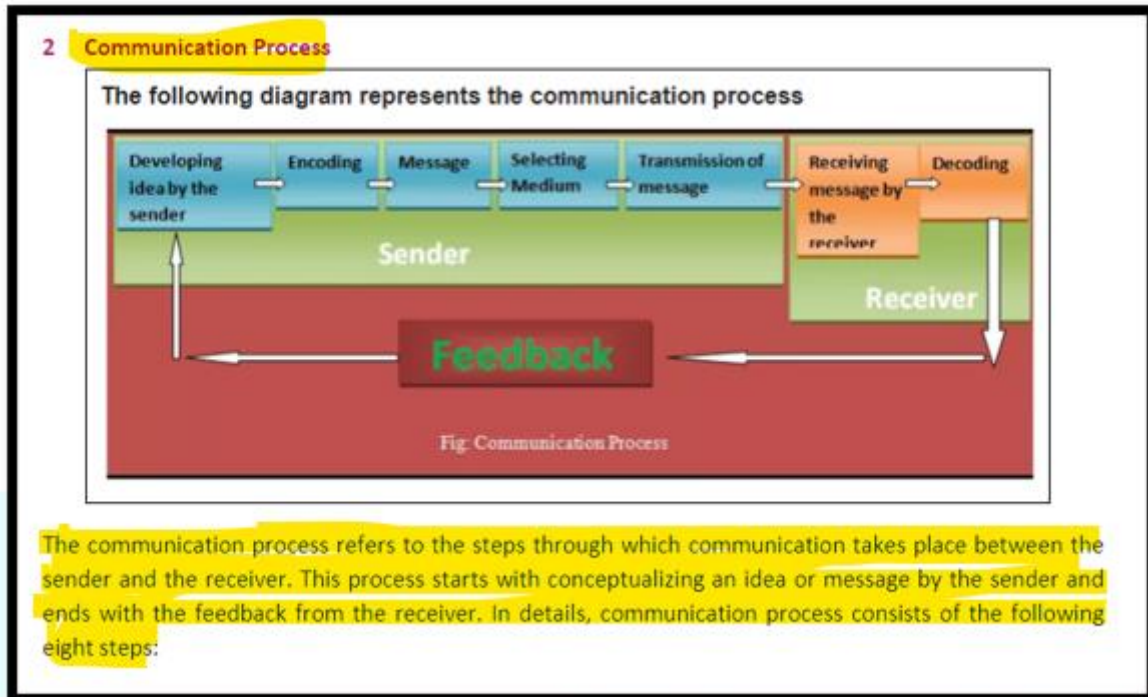 2 Communication Process
The following diagram represents the communication process
Developing
idea by the
sender
Encoding
Message
Selecting
Medium
Transmission of
message
Receiving
message by
the
receiver
Decoding
Sender
Receiver
Feedback
Fig: Communication Process
The communication process refers to the steps through which communication takes place between the
sender and the receiver. This process starts with conceptualizing an idea or message by the sender and
ends with the feedback from the receiver. In details, communication process consists of the following
eight steps: